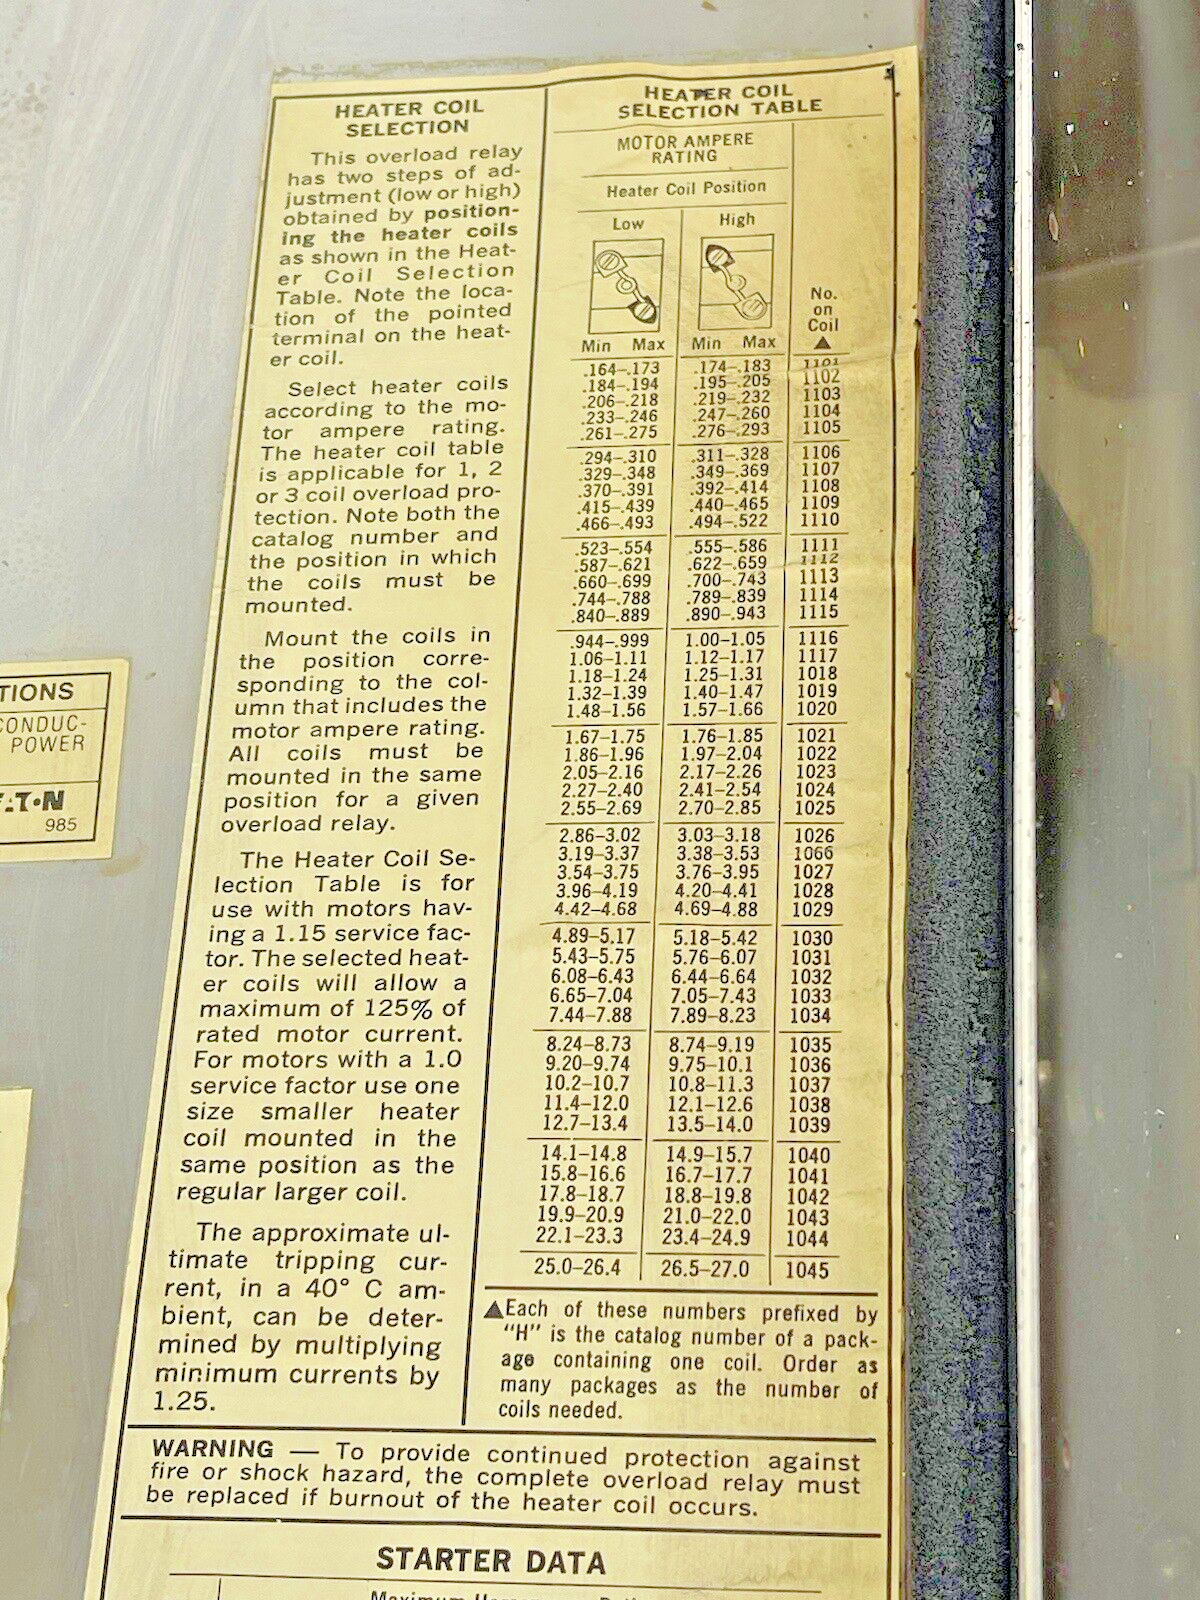 HEATER COIL
SELECTION
This overload relay
has two steps of ad-
justment (low or high)
obtained by position-
ing the heater coils
as shown in the Heat-
er Coil Selection
Table. Note the loca-
tion of the pointed
terminal on the heat-
er coil.
Select heater coils
according to the mo-
tor ampere rating.
The heater coil table
is applicable for 1, 2
or 3 coil overload pro-
tection. Note both the
catalog number and
the position in which
the coils must be
mounted.
Mount the coils in
the position corre-
sponding to the col-
umn that includes the
motor ampere rating.
All coils must be
mounted in the same
position for a given
overload relay.
The Heater Coil Se-
lection Table is for
use with motors hav-
ing a 1.15 service fac-
tor. The selected heat-
er coils will allow a
maximum of 125% of
rated motor current.
For motors with a 1.0
service factor use one
size smaller heater
coil mounted in the
same position as the
regular larger coil.
The approximate ul-
timate tripping cur-
rent, in a 40° C am-
bient, can be deter-
mined by multiplying
minimum currents by
1.25.
HEATER COIL
SELECTION TABLE
MOTOR AMPERE
RATING
Heater Coil Position
Low High
No.
on
Coil
▲
Min Max Min Max
.164–.173 .174–.183 1101
.184–.194 .195–.205 1102
.206–.218 .219–.232 1103
.233–.246 .247–.260 1104
.261–.275 .276–.293 1105
.294–.310 .311–.328 1106
.329–.348 .349–.369 1107
.370–.391 .392–.414 1108
.415–.439 .440–.465 1109
.466–.493 .494–.522 1110
.523–.554 .555–.586 1111
.587–.621 .622–.659 1112
.660–.699 .700–.743 1113
.744–.788 .789–.839 1114
.840–.889 .890–.943 1115
.944–.999 1.00–1.05 1116
1.06–1.11 1.12–1.17 1117
1.18–1.24 1.25–1.31 1018
1.32–1.39 1.40–1.47 1019
1.48–1.56 1.57–1.66 1020
1.67–1.75 1.76–1.85 1021
1.86–1.96 1.97–2.04 1022
2.05–2.16 2.17–2.26 1023
2.27–2.40 2.41–2.54 1024
2.55–2.69 2.70–2.85 1025
2.86–3.02 3.03–3.18 1026
3.19–3.37 3.38–3.53 1066
3.54–3.75 3.76–3.95 1027
3.96–4.19 4.20–4.41 1028
4.42–4.68 4.69–4.88 1029
4.89–5.17 5.18–5.42 1030
5.43–5.75 5.76–6.07 1031
6.08–6.43 6.44–6.64 1032
6.65–7.04 7.05–7.43 1033
7.44–7.88 7.89–8.23 1034
8.24–8.73 8.74–9.19 1035
9.20–9.74 9.75–10.1 1036
10.2–10.7 10.8–11.3 1037
11.4–12.0 12.1–12.6 1038
12.7–13.4 13.5–14.0 1039
14.1–14.8 14.9–15.7 1040
15.8–16.6 16.7–17.7 1041
17.8–18.7 18.8–19.8 1042
19.9–20.9 21.0–22.0 1043
22.1–23.3 23.4–24.9 1044
25.0–26.4 26.5–27.0 1045
▲Each of these numbers prefixed by
"H" is the catalog number of a pack-
age containing one coil. Order as
many packages as the number of
coils needed.
WARNING — To provide continued protection against
fire or shock hazard, the complete overload relay must
be replaced if burnout of the heater coil occurs.
STARTER DATA
TIONS
CONDUC-
POWER
985